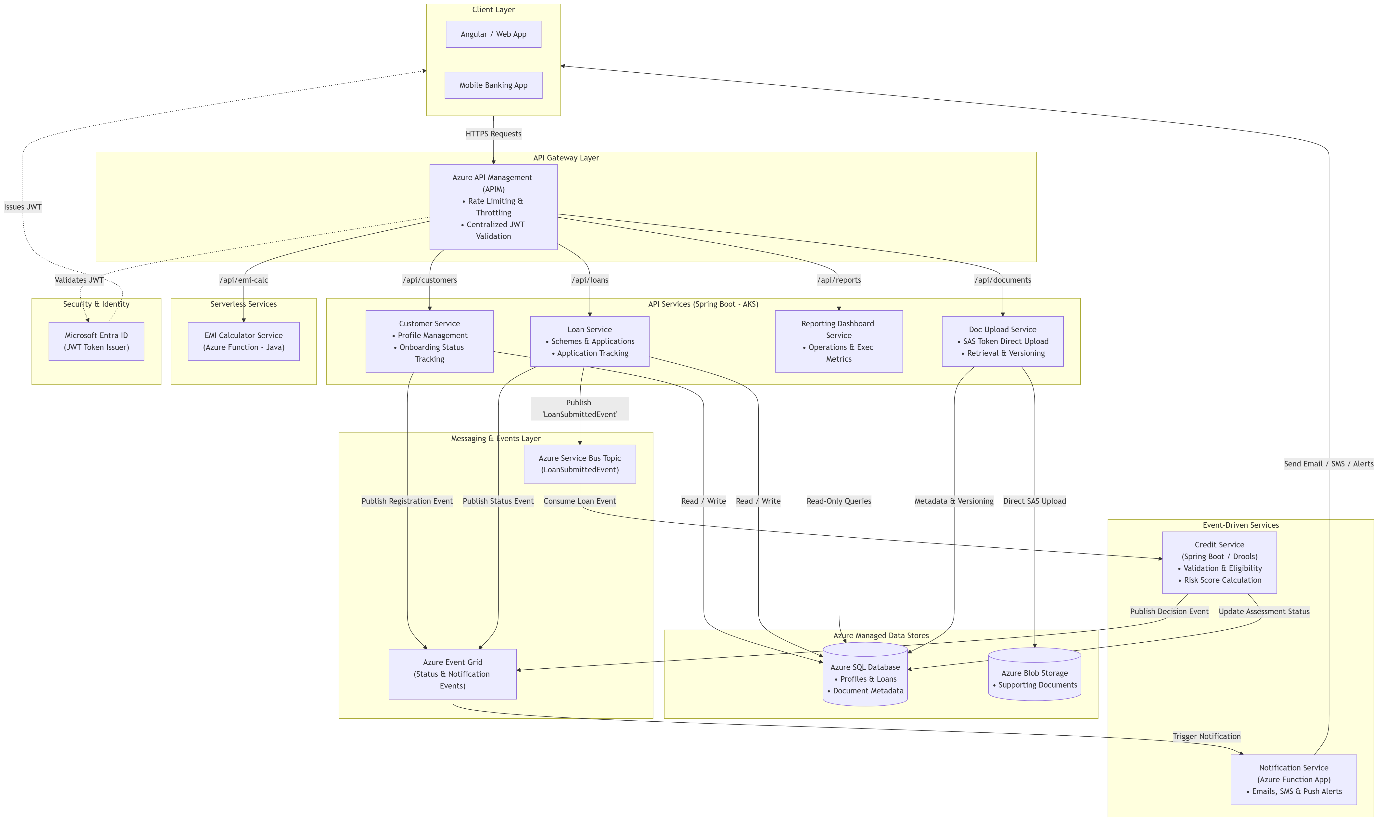 Client Layer
Angular / Web App
Mobile Banking App
HTTPS Requests
API Gateway Layer
Azure API Management
(APIM)
• Rate Limiting &
Throttling
• Centralized JWT
Validation
Issues JWT
Validates JWT
/api/emi-calc
/api/customers
/api/loans
/api/reports
/api/documents
Security & Identity
Microsoft Entra ID
(JWT Token Issuer)
Serverless Services
EMI Calculator Service
(Azure Function - Java)
API Services (Spring Boot - AKS)
Customer Service
• Profile Management
• Onboarding Status
Tracking
Loan Service
• Schemes & Applications
• Application Tracking
Reporting Dashboard
Service
• Operations & Exec
Metrics
Doc Upload Service
• SAS Token Direct Upload
• Retrieval & Versioning
Publish
'LoanSubmittedEvent'
Messaging & Events Layer
Azure Service Bus Topic
(LoanSubmittedEvent)
Send Email / SMS / Alerts
Publish Registration Event
Publish Status Event
Consume Loan Event
Read / Write
Read / Write
Read-Only Queries
Metadata & Versioning
Direct SAS Upload
Event-Driven Services
Credit Service
(Spring Boot / Drools)
• Validation & Eligibility
• Risk Score Calculation
Publish Decision Event
Update Assessment Status
Azure Managed Data Stores
Azure Event Grid
(Status & Notification
Events)
Azure SQL Database
• Profiles & Loans
• Document Metadata
Azure Blob Storage
• Supporting Documents
Trigger Notification
Notification Service
(Azure Function App)
• Emails, SMS & Push Alerts